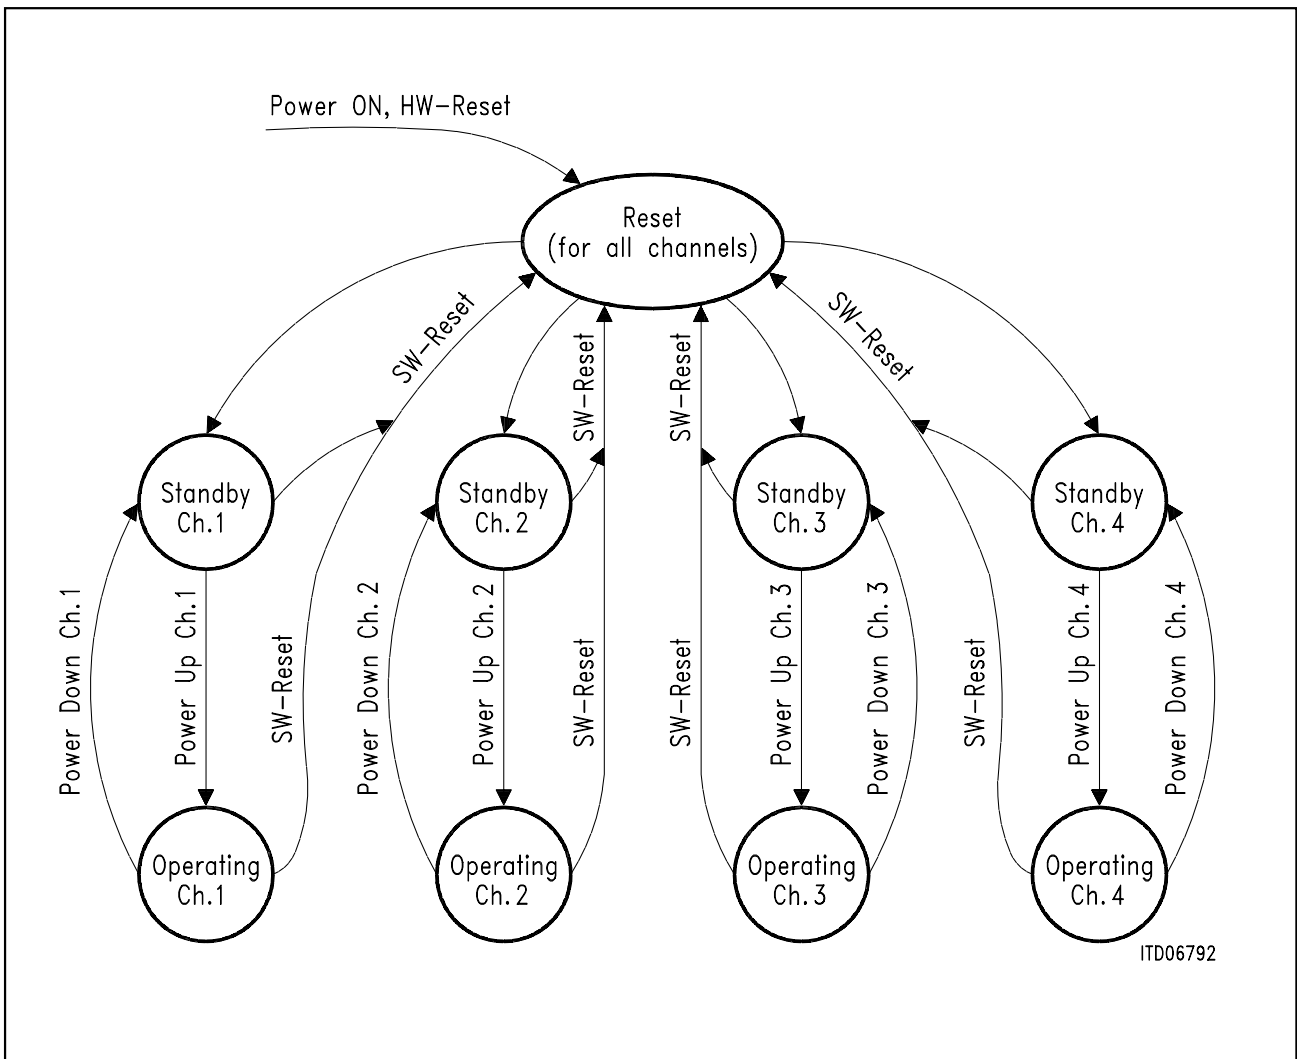 Power ON, HW-Reset
Reset
(for all channels)
SW-Reset
SW-Reset
SW-Reset
SW-Reset
Standby
Ch.1
Standby
Ch.2
Standby
Ch.3
Standby
Ch.4
Power Down Ch.1
Power Up Ch.1
SW-Reset
Power Down Ch.2
Power Up Ch.2
SW-Reset
SW-Reset
Power Up Ch.3
Power Down Ch.3
SW-Reset
Power Up Ch.4
Power Down Ch.4
Operating
Ch.1
Operating
Ch.2
Operating
Ch.3
Operating
Ch.4
ITD06792